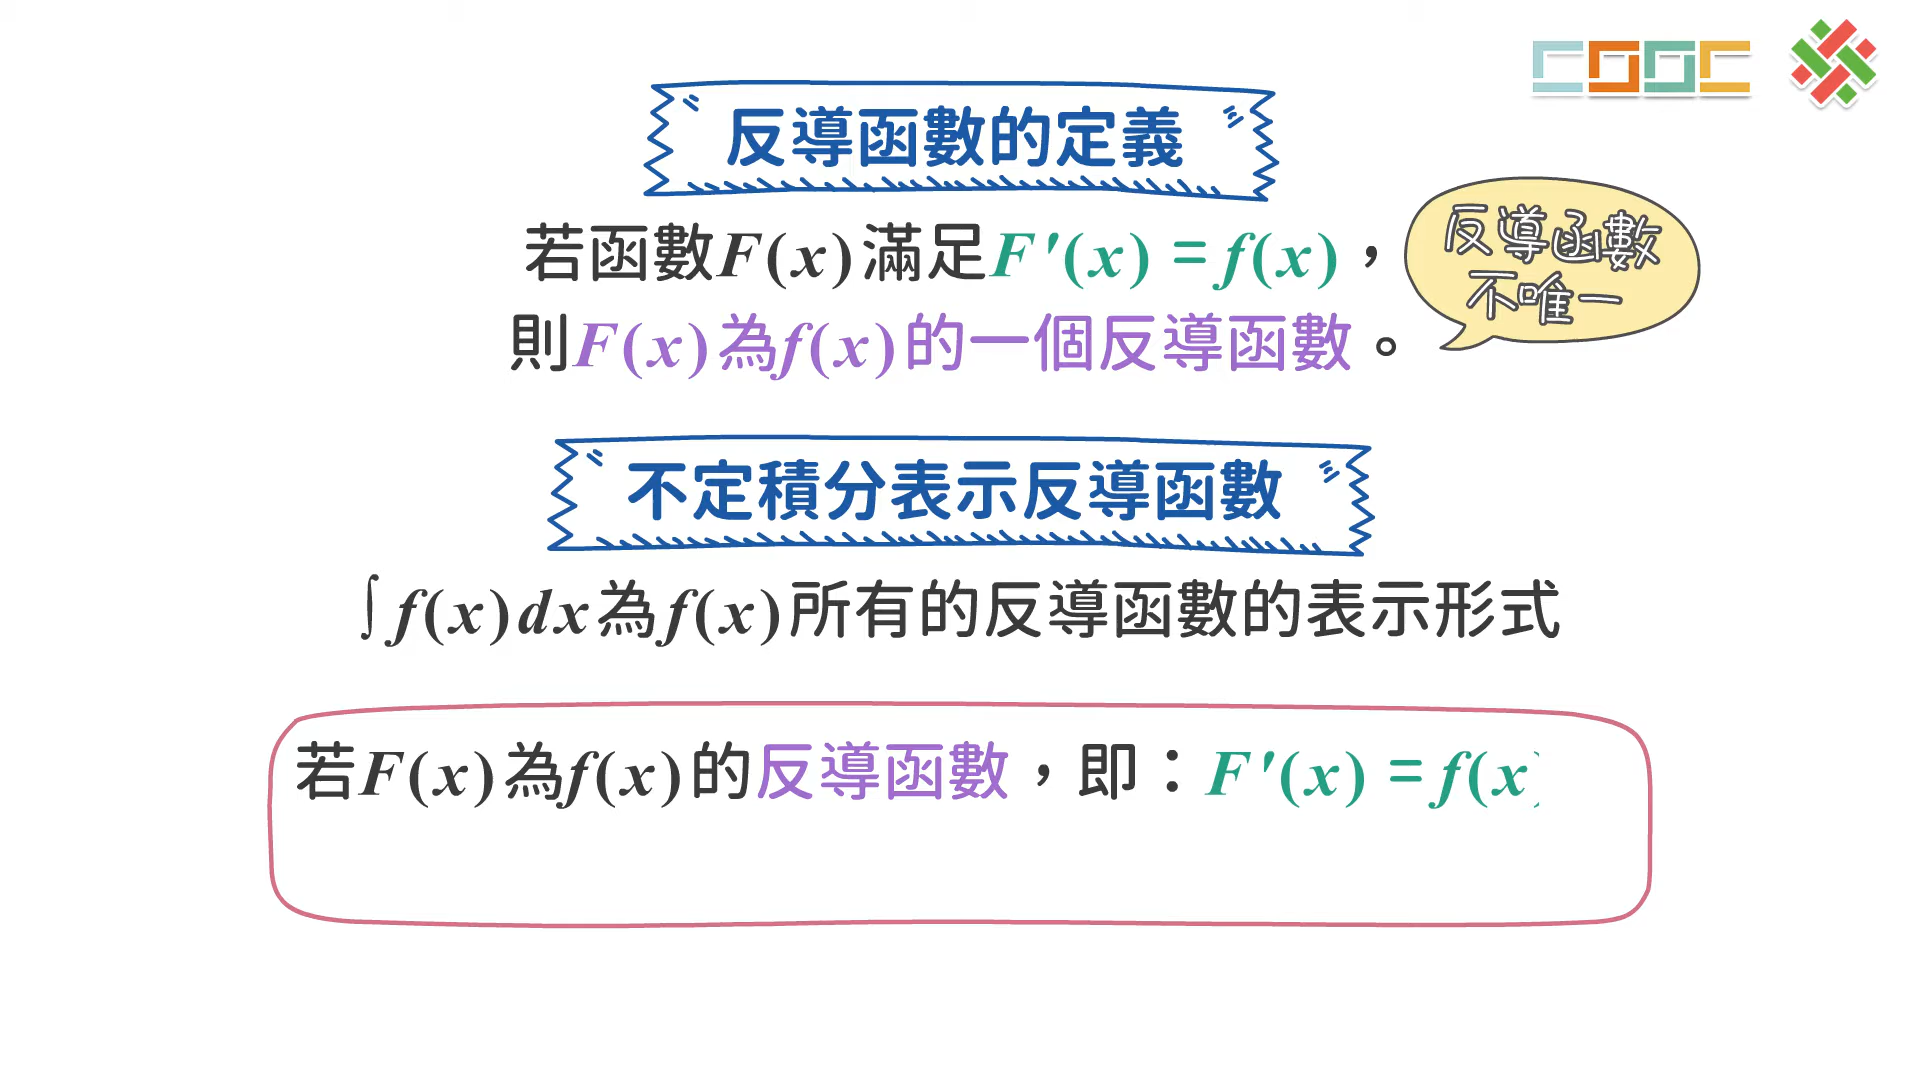 COOC
反導函數的定義
若函數F(x)滿足F'(x) = f(x)，
則F(x)為f(x)的一個反導函數。
反導函數
不唯一
不定積分表示反導函數
∫f(x)dx為f(x)所有的反導函數的表示形式
若F(x)為f(x)的反導函數，即：F'(x) = f(x)